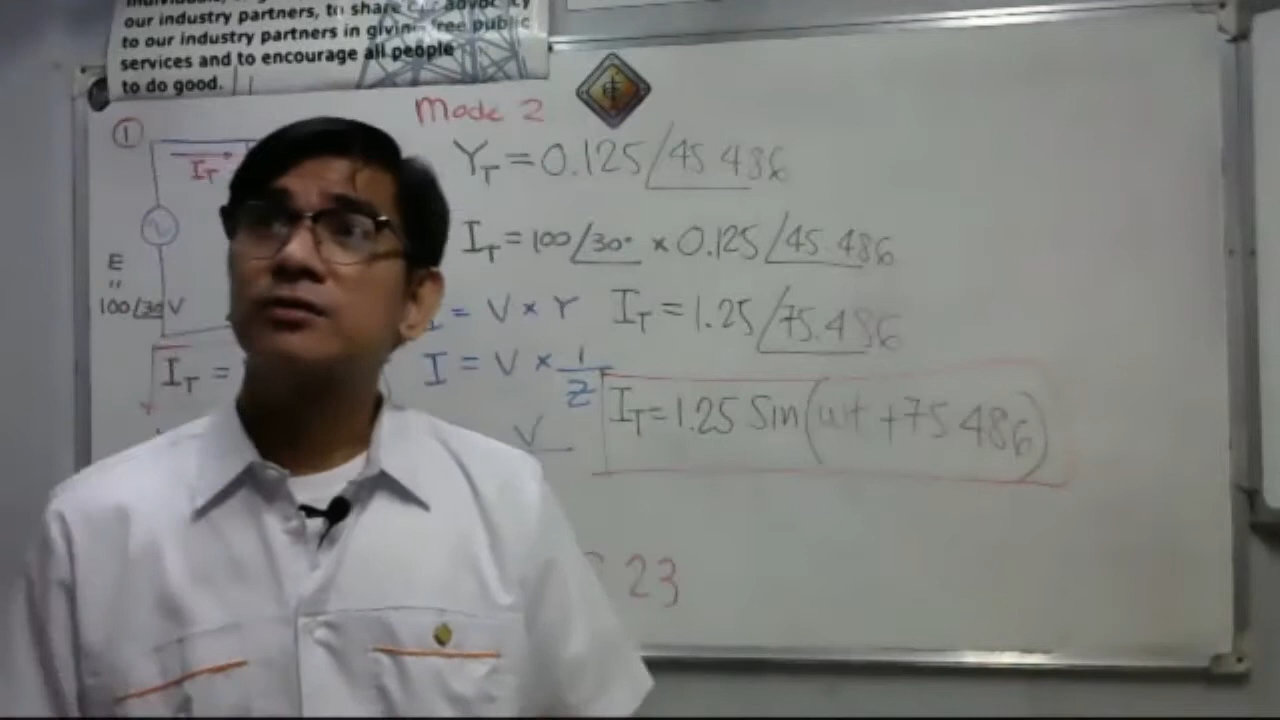 our industry partners, to share our advocacy
to our industry partners in giving free public
services and to encourage all people
to do good.
Mode 2
1
I_T
E
"
100/30 V
I_T =
Y_T = 0.125/45.486
I_T = 100/30° × 0.125/45.486
= V × Y
I_T = 1.25/75.486
I = V × 1/Z
I_T = 1.25 Sin(ωt + 75.486)
V
23